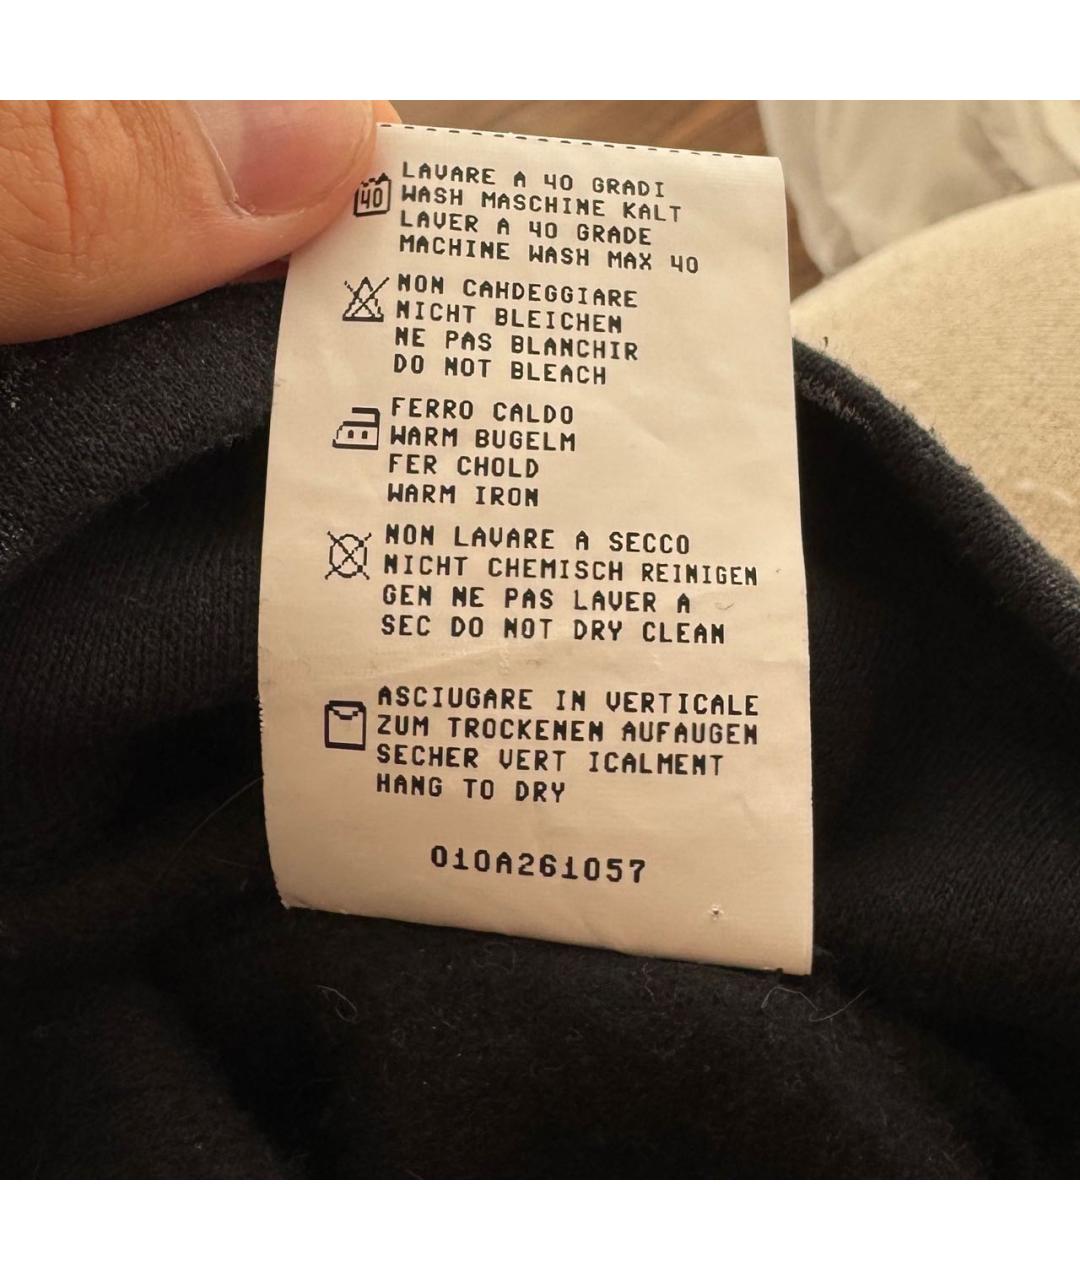 40
LAVARE A 40 GRADI
WASH MASCHINE KALT
LAVER A 40 GRADE
MACHINE WASH MAX 40
NON CAHDEGGIARE
NICHT BLEICHEN
NE PAS BLANCHIR
DO NOT BLEACH
FERRO CALDO
WARM BUGELM
FER CHOLD
WARM IRON
NON LAVARE A SECCO
NICHT CHEMISCH REINIGEN
GEN NE PAS LAVER A
SEC DO NOT DRY CLEAN
ASCIUGARE IN VERTICALE
ZUM TROCKENEN AUFAUGEN
SECHER VERT ICALMENT
HANG TO DRY
010A261057